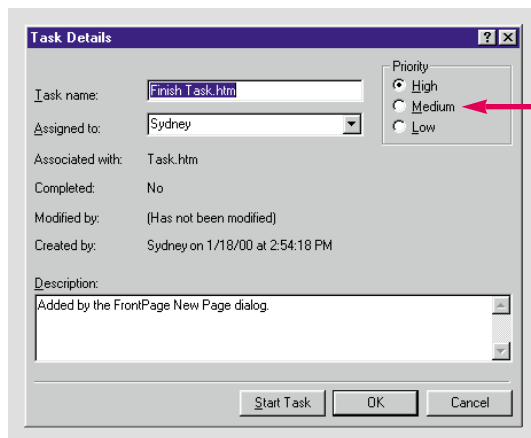 Task Details
Priority
High
Medium
Low
Task name: Finish Task.htm
Assigned to: Sydney
Associated with: Task.htm
Completed: No
Modified by: (Has not been modified)
Created by: Sydney on 1/18/00 at 2:54:18 PM
Description:
Added by the FrontPage New Page dialog.
Start Task OK Cancel